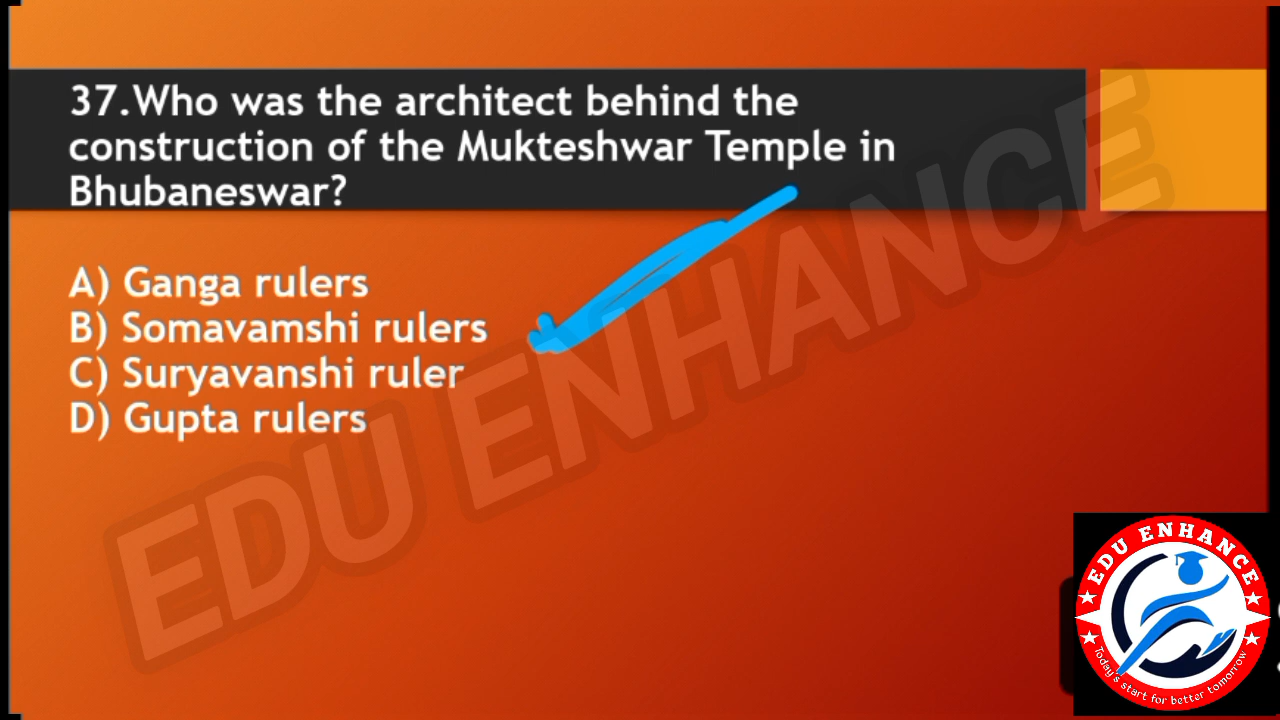 37.Who was the architect behind the
construction of the Mukteshwar Temple in
Bhubaneswar?
A) Ganga rulers
B) Somavamshi rulers
C) Suryavanshi ruler
D) Gupta rulers
EDU ENHANCE
EDU ENHANCE
Today's start for better tomorrow